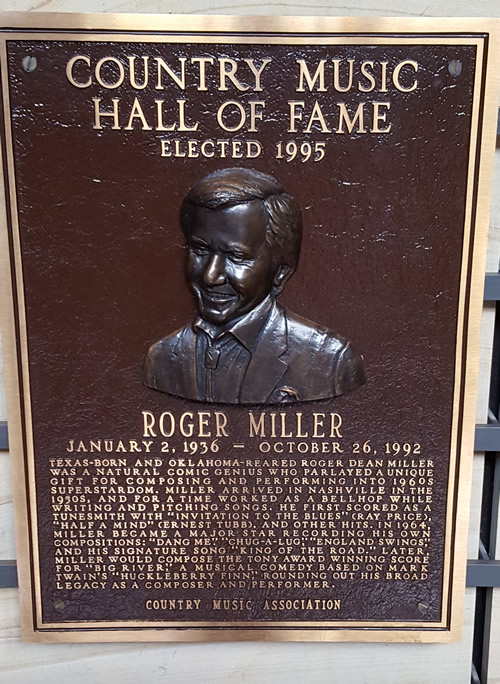 COUNTRY MUSIC
HALL OF FAME
ELECTED 1995
ROGER MILLER
JANUARY 2, 1936 – OCTOBER 26, 1992
TEXAS-BORN AND OKLAHOMA-REARED ROGER DEAN MILLER
WAS A NATURAL COMIC GENIUS WHO PARLAYED A UNIQUE
GIFT FOR COMPOSING AND PERFORMING INTO 1960S
SUPERSTARDOM. MILLER ARRIVED IN NASHVILLE IN THE
1950S, AND FOR A TIME WORKED AS A BELLHOP WHILE
WRITING AND PITCHING SONGS. HE FIRST SCORED AS A
TUNESMITH WITH "INVITATION TO THE BLUES" (RAY PRICE),
"HALF A MIND" (ERNEST TUBB), AND OTHER HITS. IN 1964,
MILLER BECAME A MAJOR STAR RECORDING HIS OWN
COMPOSITIONS: "DANG ME," "CHUG-A-LUG," "ENGLAND SWINGS"
AND HIS SIGNATURE SONG, "KING OF THE ROAD." LATER,
MILLER WOULD COMPOSE THE TONY AWARD WINNING SCORE
FOR "BIG RIVER," A MUSICAL COMEDY BASED ON MARK
TWAIN'S "HUCKLEBERRY FINN," ROUNDING OUT HIS BROAD
LEGACY AS A COMPOSER AND PERFORMER.
COUNTRY MUSIC ASSOCIATION